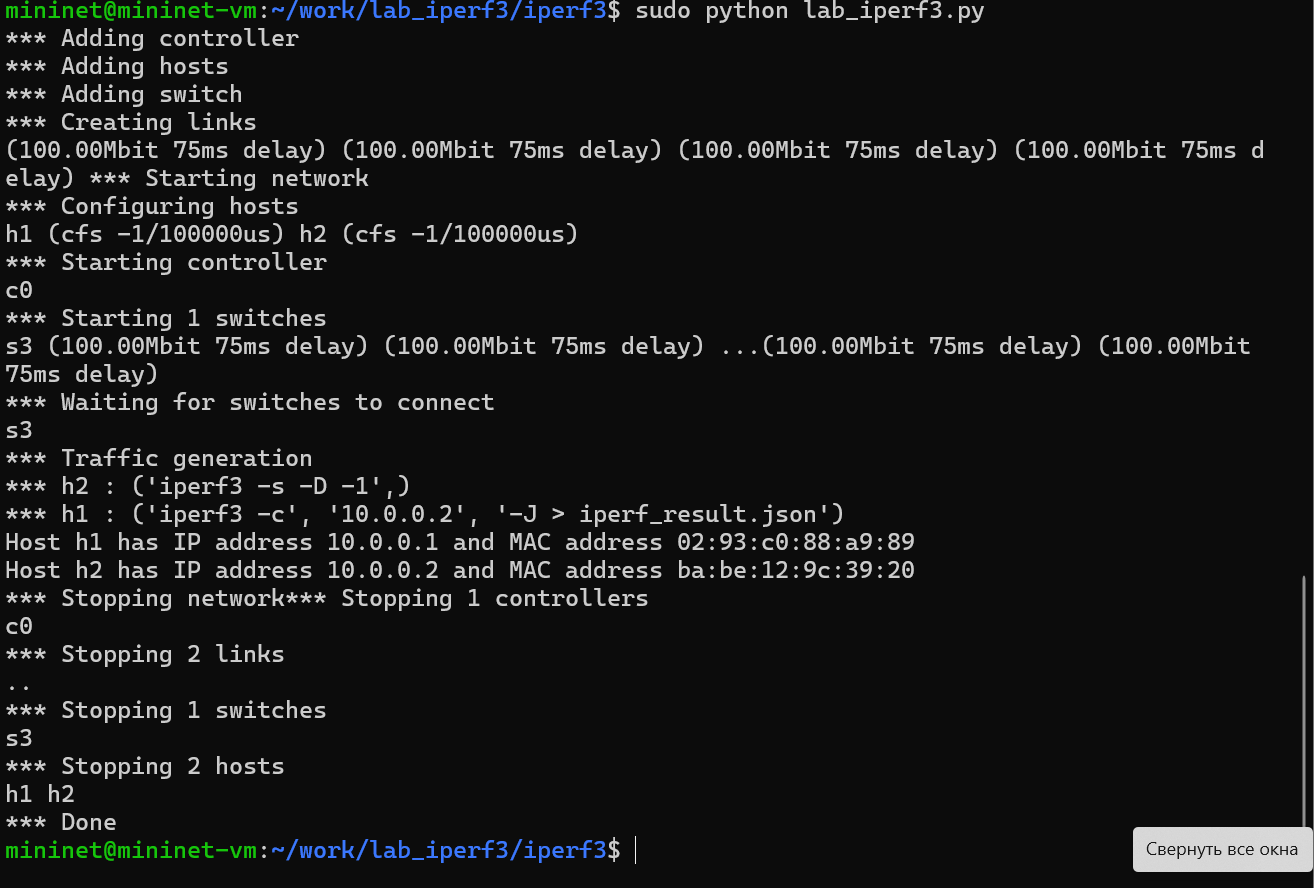 mininet@mininet-vm:~/work/lab_iperf3/iperf3$ sudo python lab_iperf3.py
*** Adding controller
*** Adding hosts
*** Adding switch
*** Creating links
(100.00Mbit 75ms delay) (100.00Mbit 75ms delay) (100.00Mbit 75ms delay) (100.00Mbit 75ms d
elay) *** Starting network
*** Configuring hosts
h1 (cfs -1/100000us) h2 (cfs -1/100000us)
*** Starting controller
c0
*** Starting 1 switches
s3 (100.00Mbit 75ms delay) (100.00Mbit 75ms delay) ...(100.00Mbit 75ms delay) (100.00Mbit
75ms delay)
*** Waiting for switches to connect
s3
*** Traffic generation
*** h2 : ('iperf3 -s -D -1',)
*** h1 : ('iperf3 -c', '10.0.0.2', '-J > iperf_result.json')
Host h1 has IP address 10.0.0.1 and MAC address 02:93:c0:88:a9:89
Host h2 has IP address 10.0.0.2 and MAC address ba:be:12:9c:39:20
*** Stopping network*** Stopping 1 controllers
c0
*** Stopping 2 links
..
*** Stopping 1 switches
s3
*** Stopping 2 hosts
h1 h2
*** Done
mininet@mininet-vm:~/work/lab_iperf3/iperf3$
Свернуть все окна